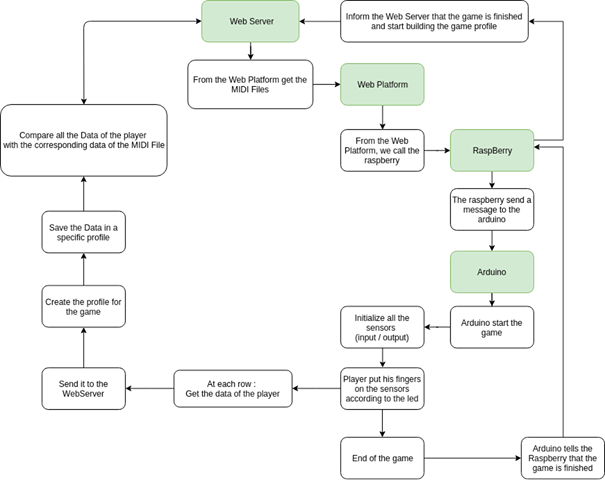 Web Server
Inform the Web Server that the game is finished
and start building the game profile
From the Web Platform get the
MIDI Files
Web Platform
Compare all the Data of the player
with the corresponding data of the MIDI File
From the Web
Platform, we call the
raspberry
RaspBerry
The raspberry send a
message to the
arduino
Save the Data in a
specific profile
Arduino
Create the profile for
the game
Initialize all the
sensors
(input / output)
Arduino start the
game
Send it to the
WebServer
At each row :
Get the data of the player
Player put his fingers
on the sensors
according to the led
End of the game
Arduino tells the
Raspberry that the
game is finished